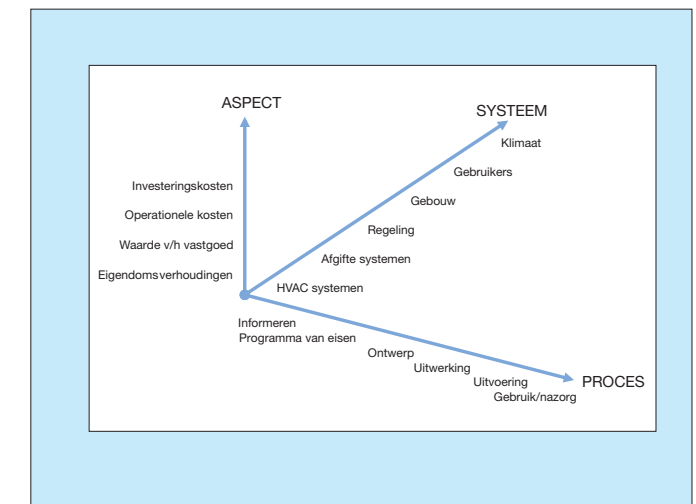 ASPECT
SYSTEEM
Klimaat
Gebruikers
Gebouw
Regeling
Afgifte systemen
HVAC systemen
Investeringskosten
Operationele kosten
Waarde v/h vastgoed
Eigendomsverhoudingen
Informeren
Programma van eisen
Ontwerp
Uitwerking
Uitvoering
Gebruik/nazorg
PROCES